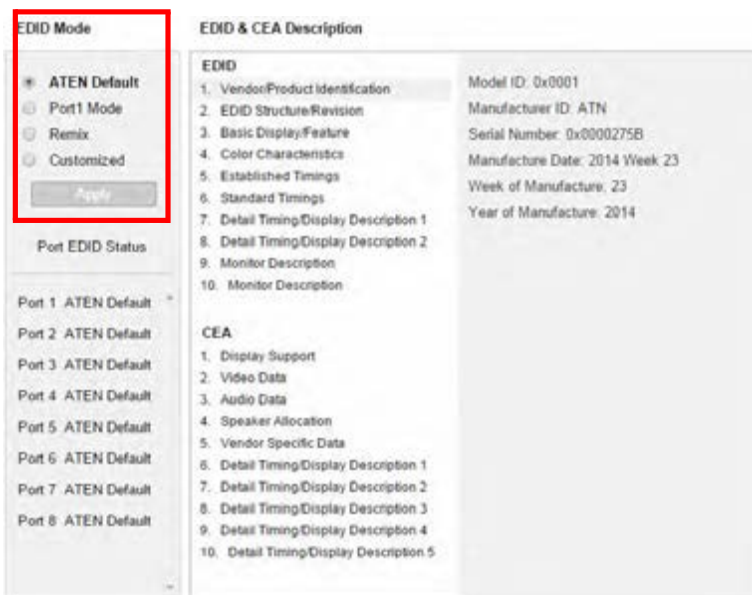 EDID Mode
ATEN Default
Port1 Mode
Remix
Customized
Apply
Port EDID Status
Port 1 ATEN Default
Port 2 ATEN Default
Port 3 ATEN Default
Port 4 ATEN Default
Port 5 ATEN Default
Port 6 ATEN Default
Port 7 ATEN Default
Port 8 ATEN Default
EDID & CEA Description
EDID
1. Vendor/Product Identification
2. EDID Structure/Revision
3. Basic Display/Feature
4. Color Characteristics
5. Established Timings
6. Standard Timings
7. Detail Timing/Display Description 1
8. Detail Timing/Display Description 2
9. Monitor Description
10. Monitor Description
CEA
1. Display Support
2. Video Data
3. Audio Data
4. Speaker Allocation
5. Vendor Specific Data
6. Detail Timing/Display Description 1
7. Detail Timing/Display Description 2
8. Detail Timing/Display Description 3
9. Detail Timing/Display Description 4
10. Detail Timing/Display Description 5
Model ID: 0x0001
Manufacturer ID: ATN
Serial Number: 0x0000275B
Manufacture Date: 2014 Week 23
Week of Manufacture: 23
Year of Manufacture: 2014